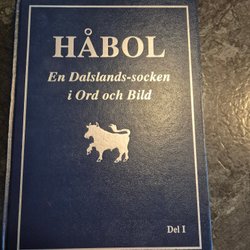 HÅBOL
En Dalslands-socken
i Ord och Bild
Del I